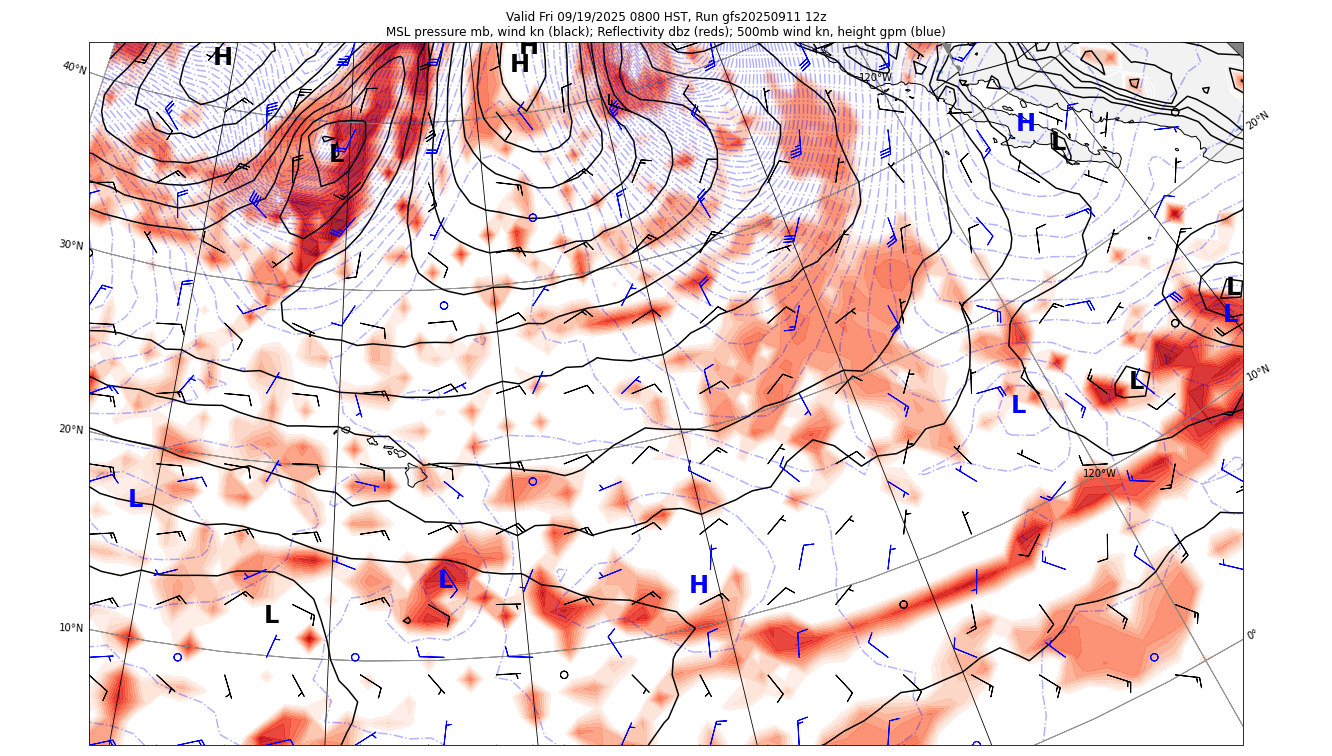 Valid Fri 09/19/2025 0800 HST, Run gfs20250911 12z
MSL pressure mb, wind kn (black); Reflectivity dbz (reds); 500mb wind kn, height gpm (blue)
H
H
H
40°N
120°W
20°N
H
L
L
30°N
L
L
10°N
L
L
20°N
120°W
L
L
H
L
10°N
0°